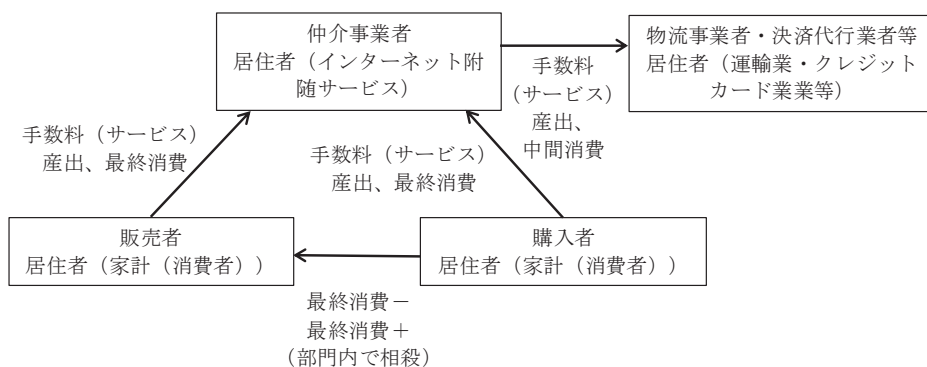 仲介事業者
居住者（インターネット附
随サービス）
物流事業者・決済代行業者等
居住者（運輸業・クレジット
カード業業等）
手数料
（サービス）
産出、
中間消費
手数料（サービス）
産出、最終消費
手数料（サービス）
産出、最終消費
販売者
居住者（家計（消費者））
購入者
居住者（家計（消費者））
最終消費－
最終消費＋
（部門内で相殺）